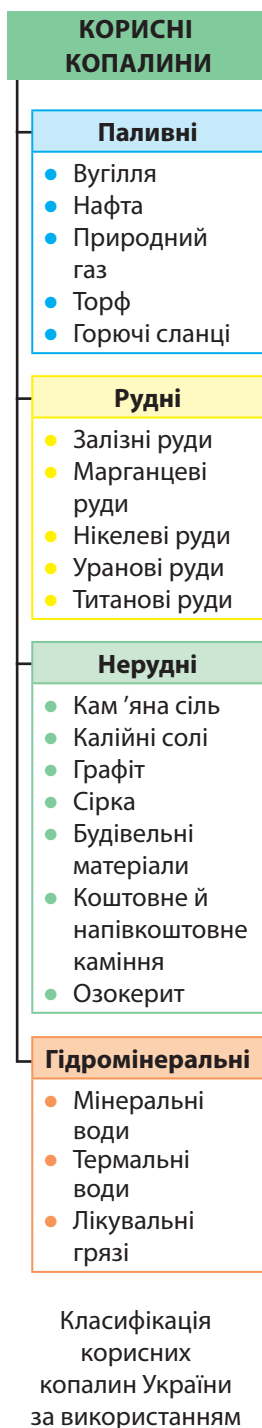 КОРИСНІ
КОПАЛИНИ
Паливні
• Вугілля
• Нафта
• Природний
газ
• Торф
• Горючі сланці
Рудні
• Залізні руди
• Марганцеві
руди
• Нікелеві руди
• Уранові руди
• Титанові руди
Нерудні
• Кам ’яна сіль
• Калійні солі
• Графіт
• Сірка
• Будівельні
матеріали
• Коштовне й
напівкоштовне
каміння
• Озокерит
Гідромінеральні
• Мінеральні
води
• Термальні
води
• Лікувальні
грязі
Класифікація
корисних
копалин України
за використанням